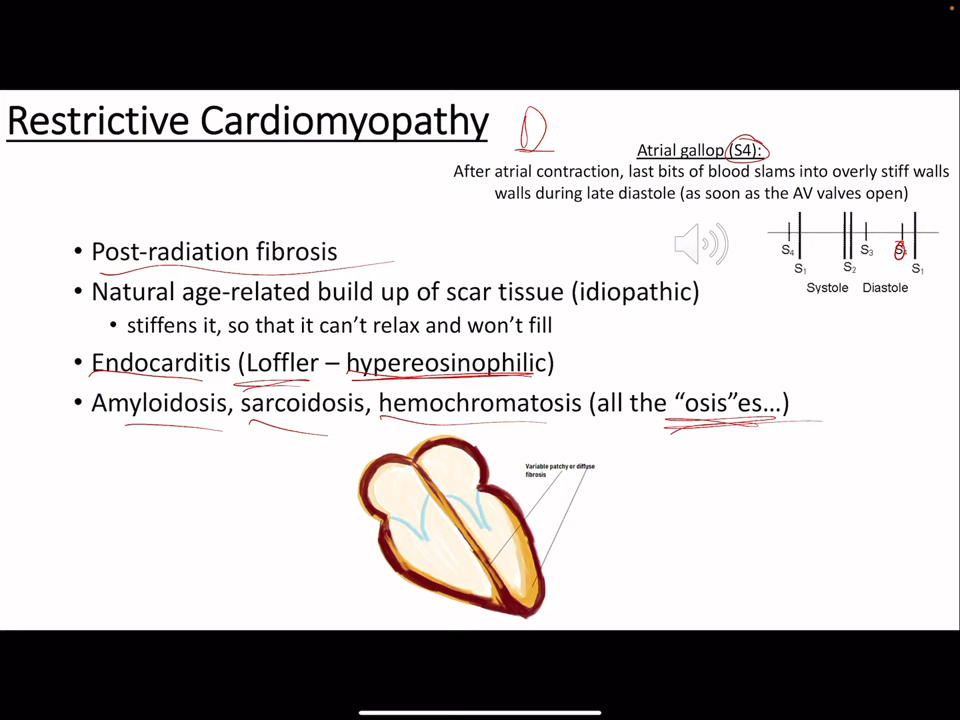 Restrictive Cardiomyopathy
D
Atrial gallop (S4):
After atrial contraction, last bits of blood slams into overly stiff walls
walls during late diastole (as soon as the AV valves open)
• Post-radiation fibrosis
• Natural age-related build up of scar tissue (idiopathic)
• stiffens it, so that it can't relax and won't fill
• Endocarditis (Loffler – hypereosinophilic)
• Amyloidosis, sarcoidosis, hemochromatosis (all the “osis”es…)
S4 S1 S2 S3 S1
Systole Diastole
Variable patchy or diffuse
fibrosis